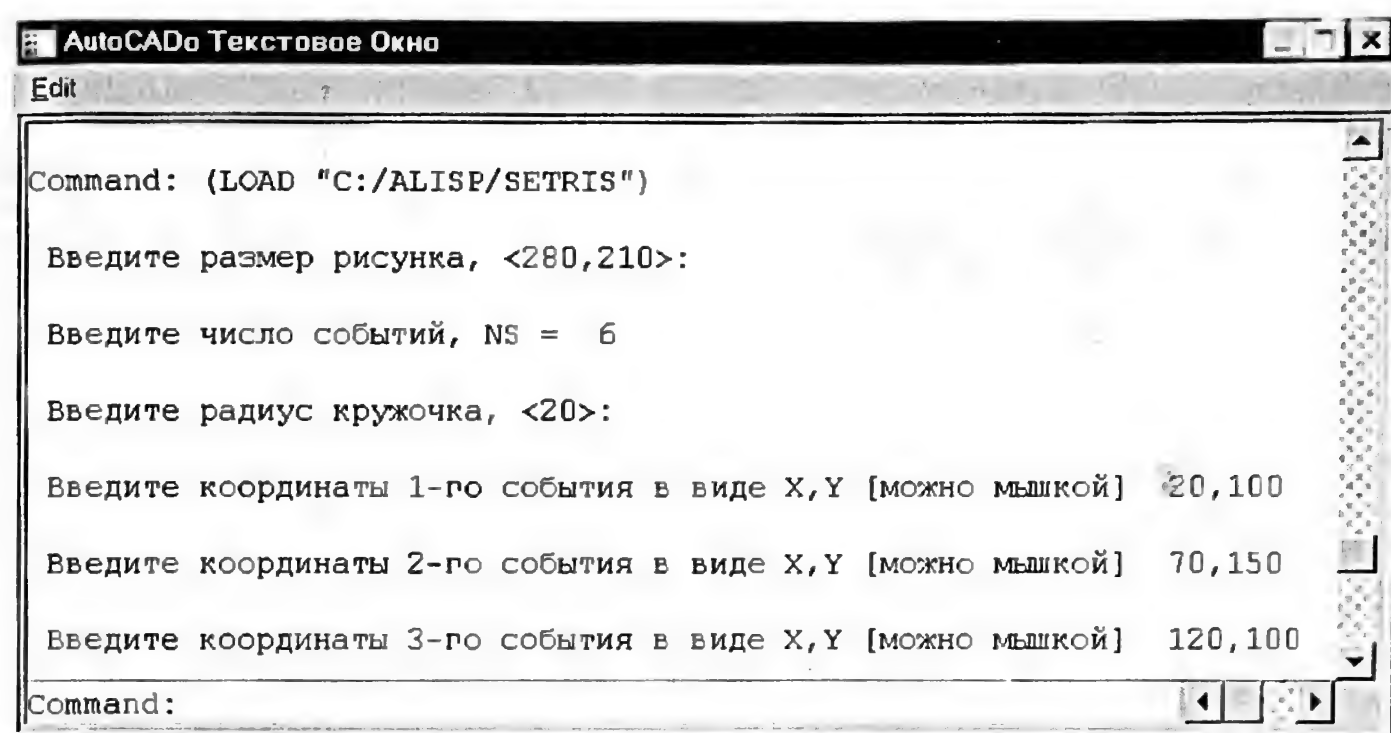 AutoCADо Текстовое Окно
Edit
Command: (LOAD "C:/ALISP/SETRIS")
Введите размер рисунка, <280,210>:
Введите число событий, NS = 6
Введите радиус кружочка, <20>:
Введите координаты 1-го события в виде X,Y [можно мышкой] 20,100
Введите координаты 2-го события в виде X,Y [можно мышкой] 70,150
Введите координаты 3-го события в виде X,Y [можно мышкой] 120,100
Command: